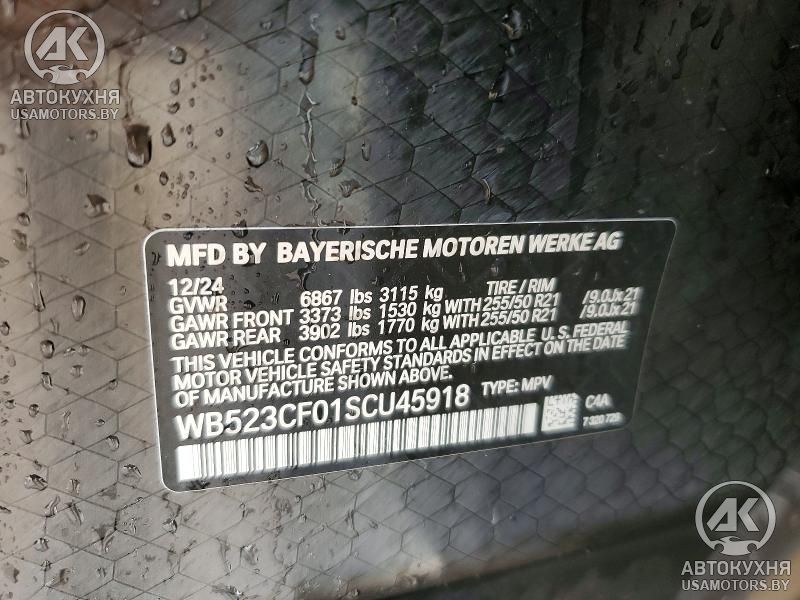 AK
АВТОКУХНЯ
USAMOTORS.BY
MFD BY BAYERISCHE MOTOREN WERKE AG
12/24 TIRE / RIM
GVWR 6867 lbs 3115 kg
GAWR FRONT 3373 lbs 1530 kg WITH 255/50 R21 /9.0Jx21
GAWR REAR 3902 lbs 1770 kg WITH 255/50 R21 /9.0Jx21
THIS VEHICLE CONFORMS TO ALL APPLICABLE U.S. FEDERAL
MOTOR VEHICLE SAFETY STANDARDS IN EFFECT ON THE DATE
OF MANUFACTURE SHOWN ABOVE.
WB523CF01SCU45918 TYPE: MPV
C4A
7 320 729
AK
АВТОКУХНЯ
USAMOTORS.BY